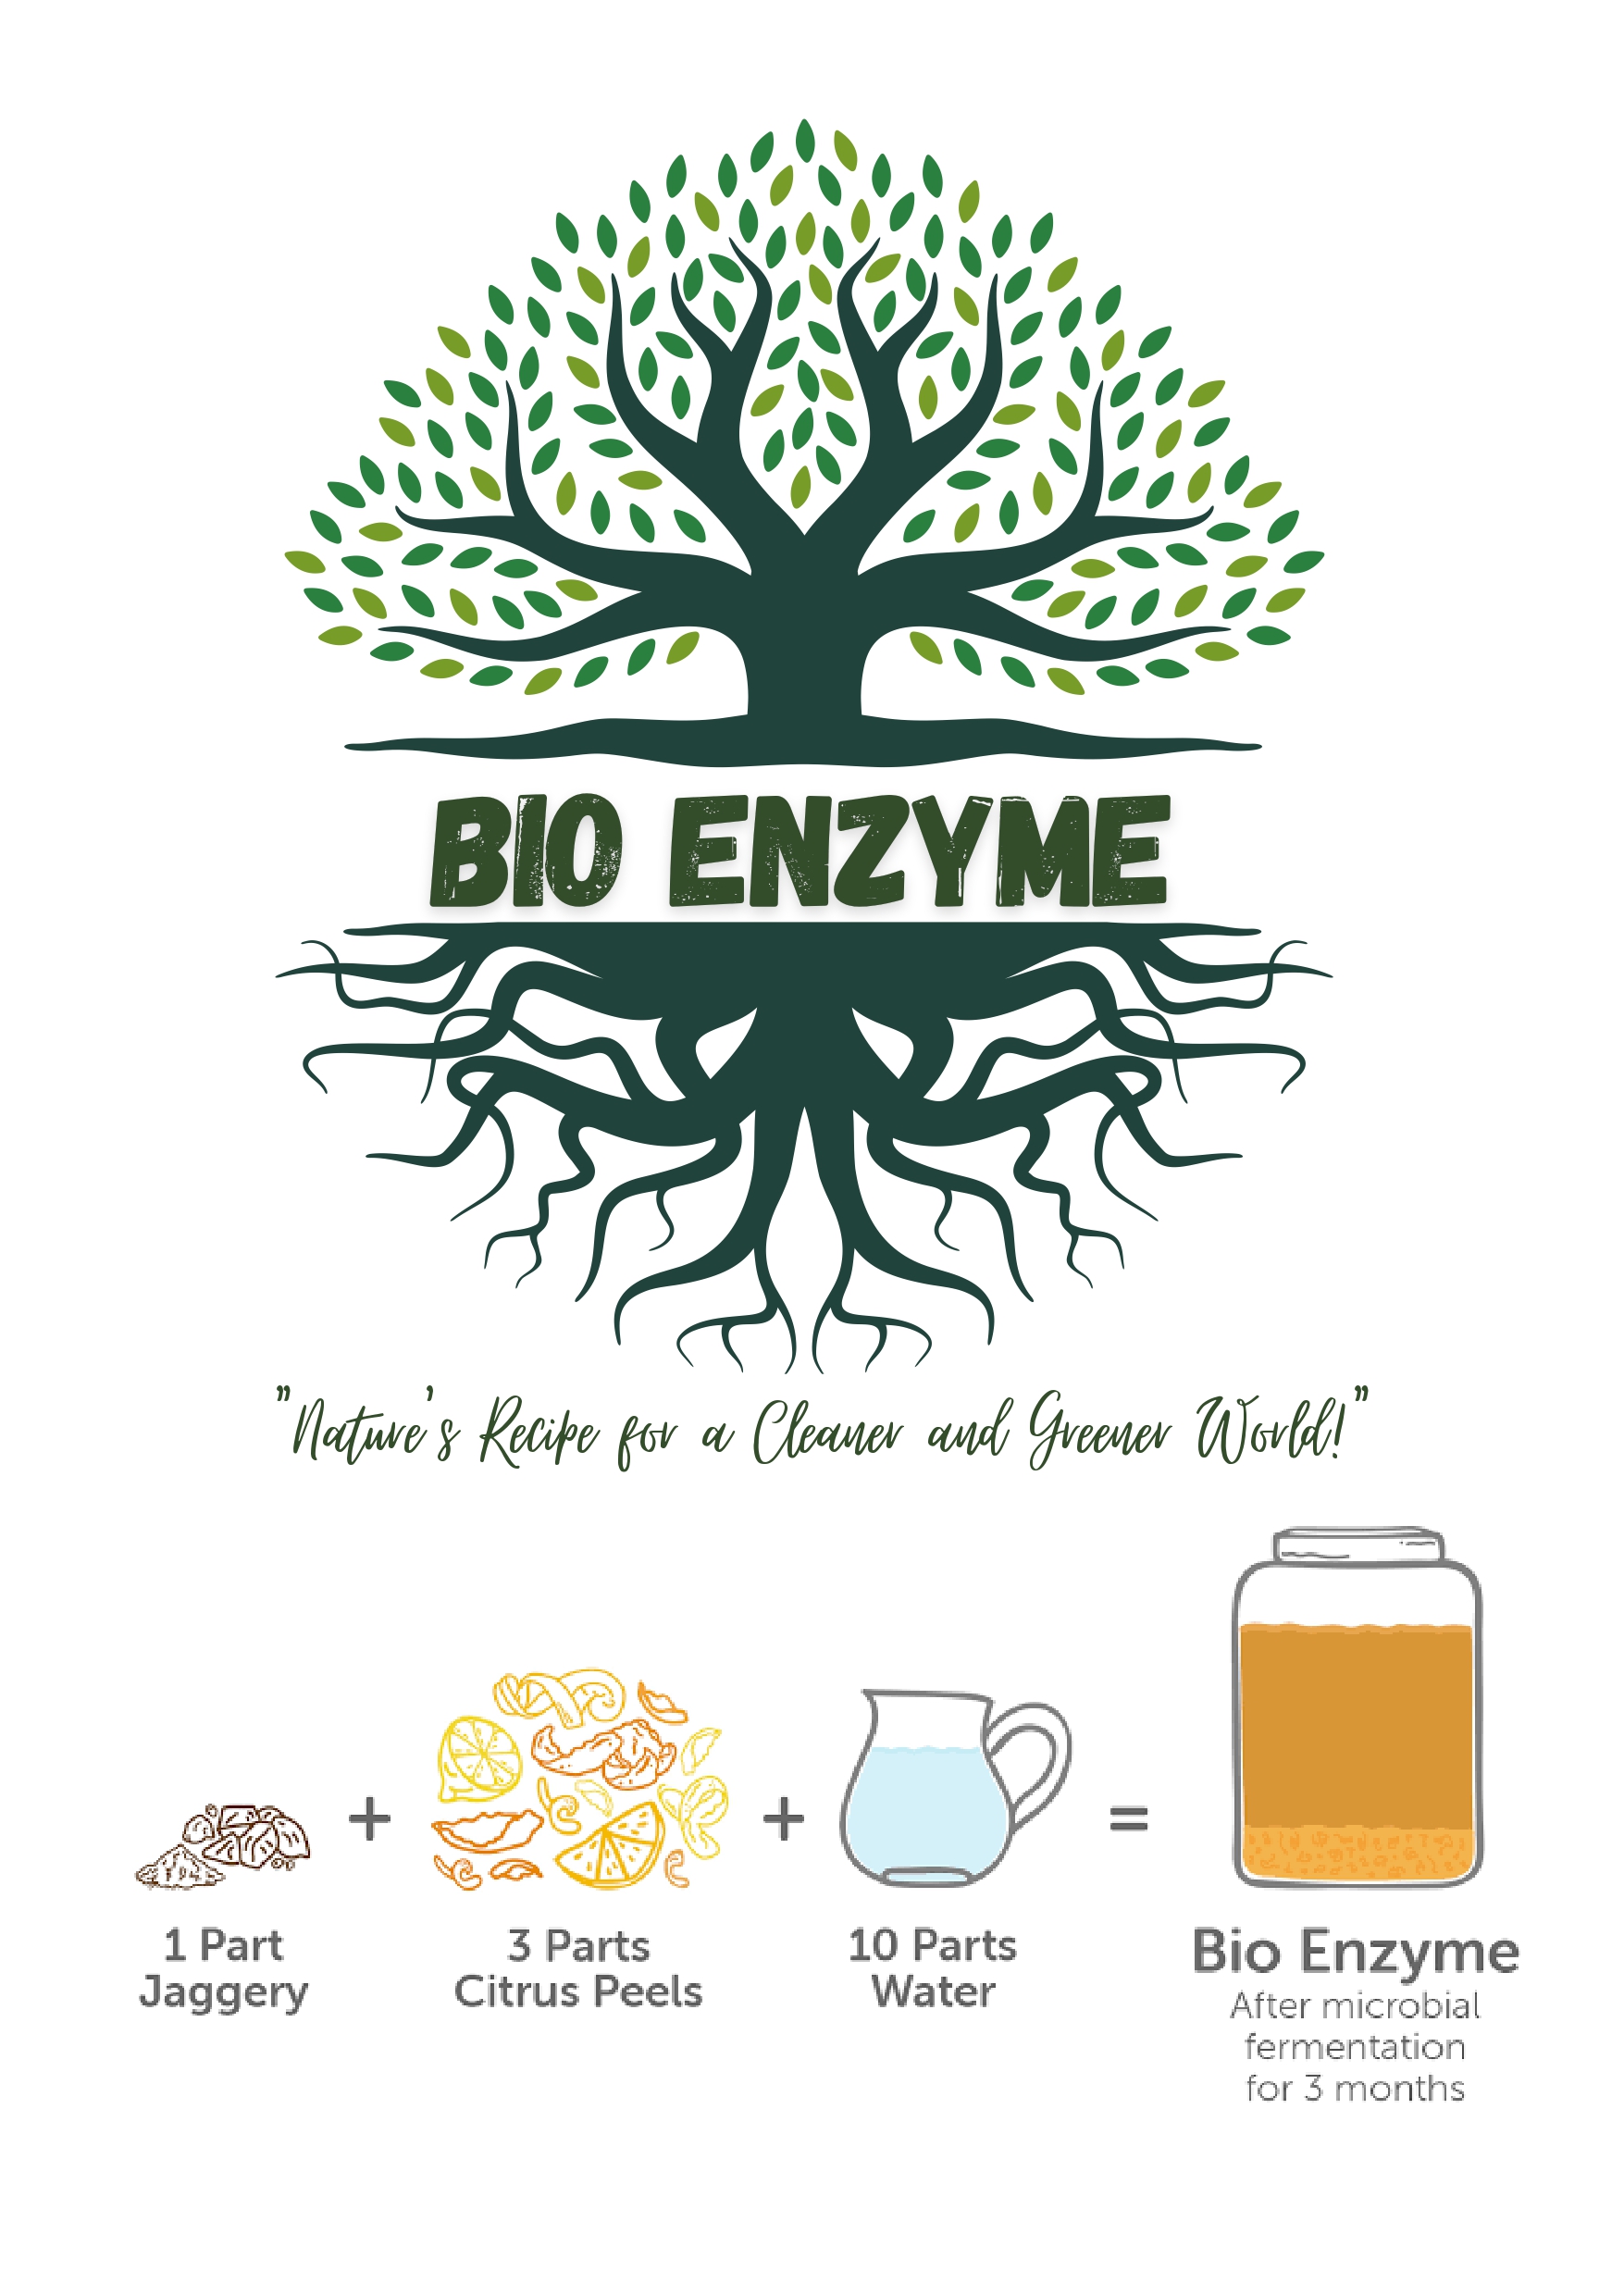 BIO ENZYME
"Nature's Recipe for a Cleaner and Greener World!"
+
+
=
1 Part
Jaggery
3 Parts
Citrus Peels
10 Parts
Water
Bio Enzyme
After microbial
fermentation
for 3 months